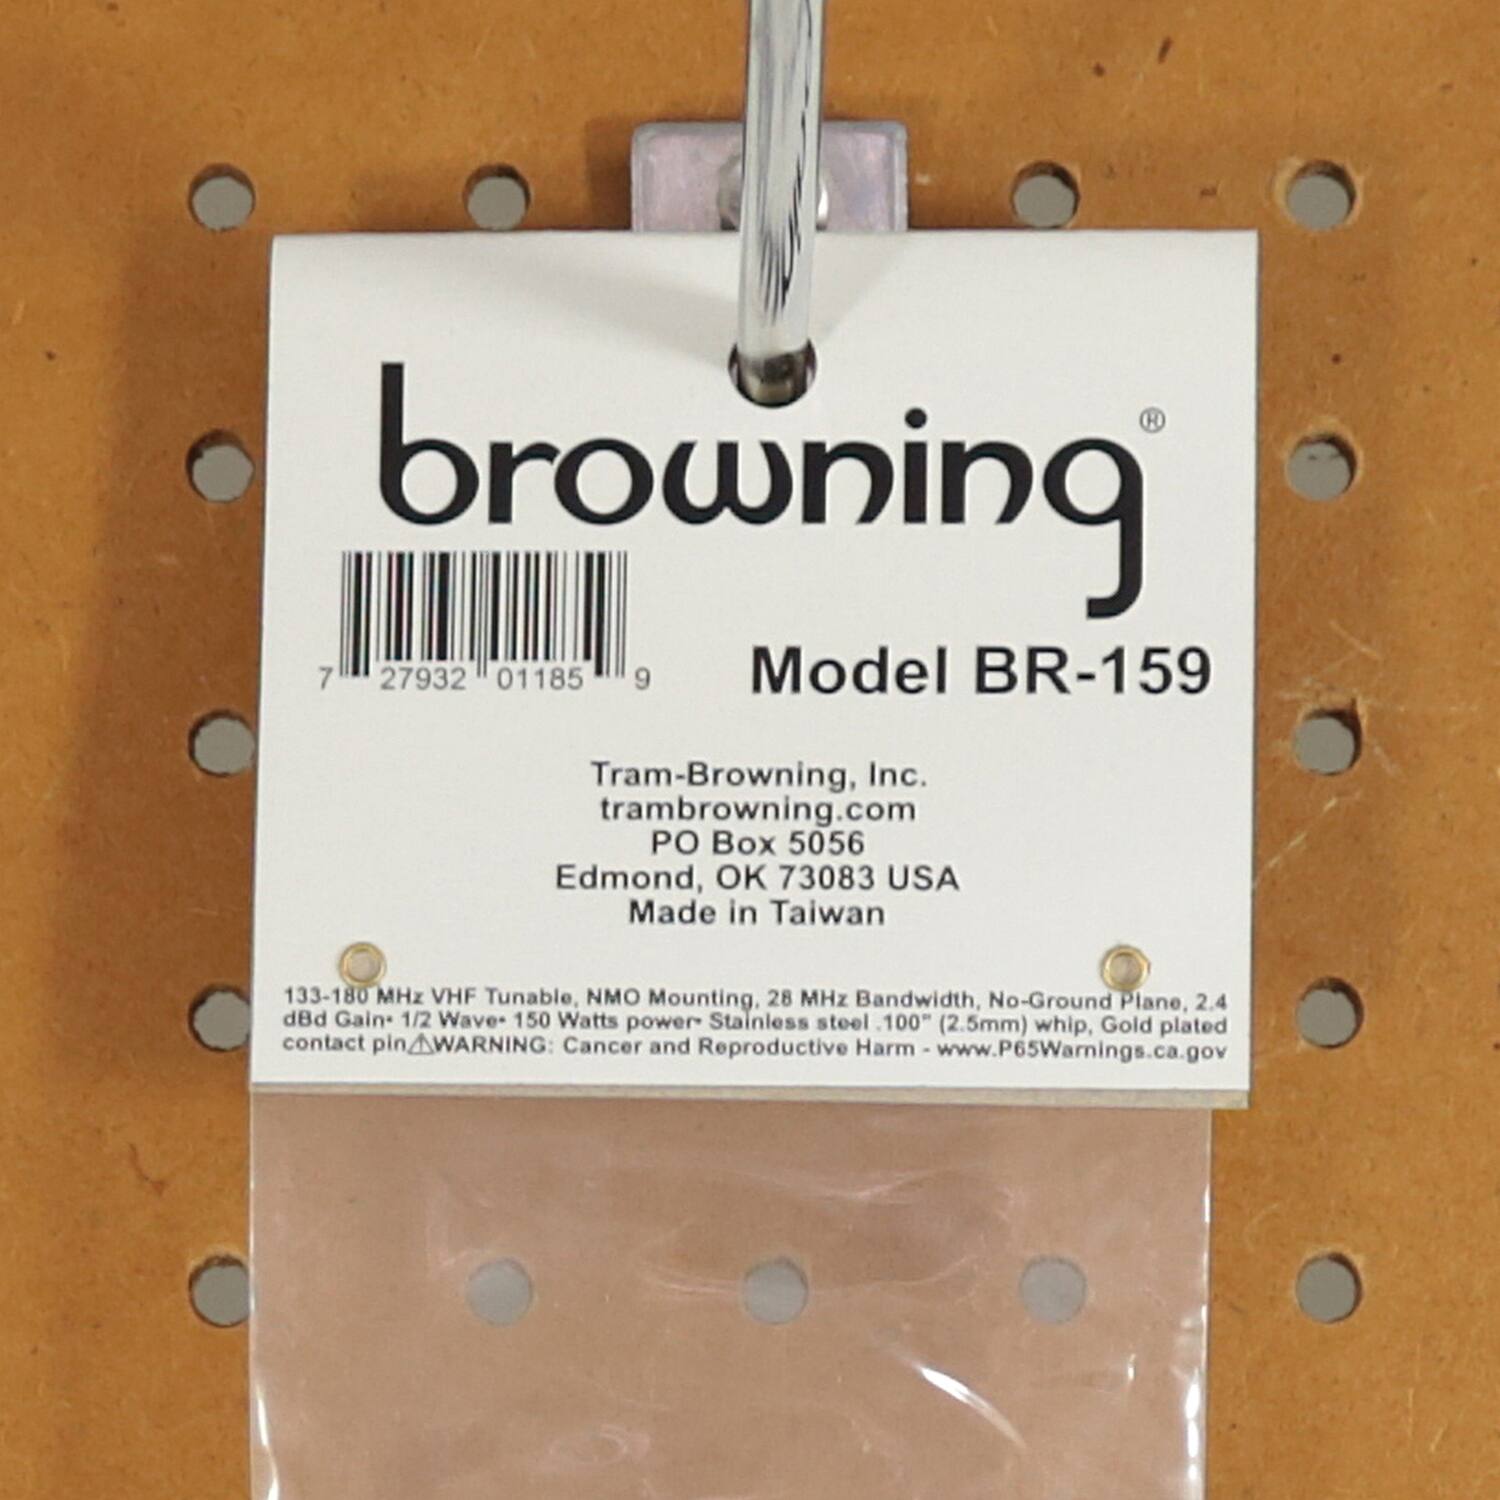 browning®
7 27932 01185 9
Model BR-159
Tram-Browning, Inc.
trambrowning.com
PO Box 5056
Edmond, OK 73083 USA
Made in Taiwan
133-180 MHz VHF Tunable, NMO Mounting, 28 MHz Bandwidth, No-Ground Plane, 2.4
dBd Gain• 1/2 Wave• 150 Watts power• Stainless steel .100" (2.5mm) whip, Gold plated
contact pin⚠WARNING: Cancer and Reproductive Harm - www.P65Warnings.ca.gov